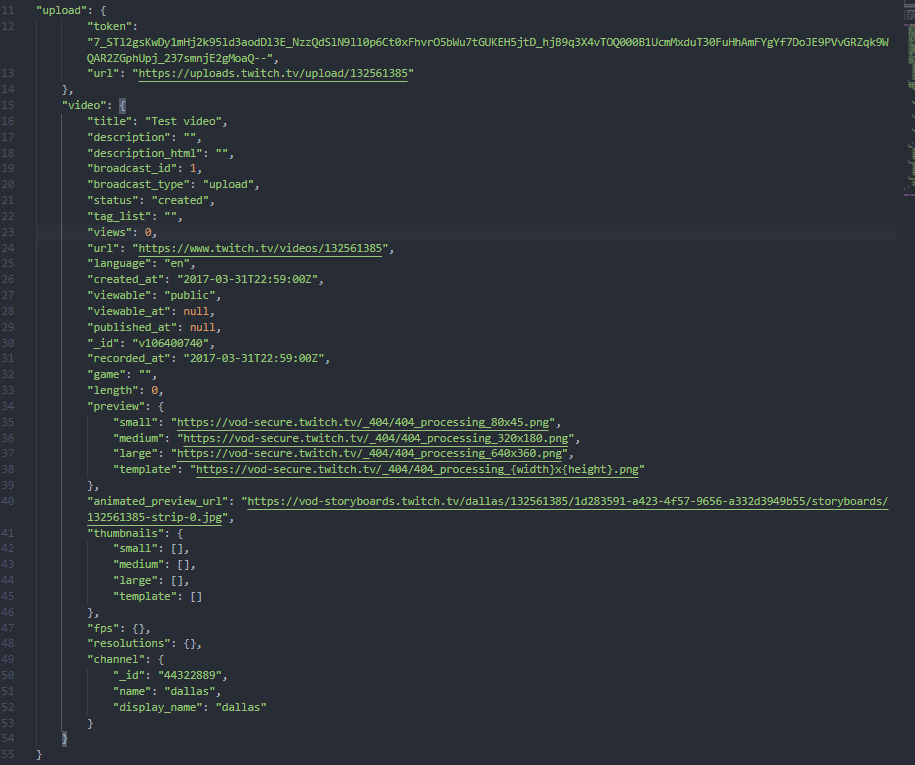 11 "upload": {
12 "token":
"7_STl2gsKwDy1mHj2k95ld3aodDl3E_NzzQdSlN9ll0p6Ct0xFhvrO5bWu7tGUKEH5jtD_hjB9q3X4vTOQ000B1UcmMxduT30FuHhAmFYgYf7DoJE9PVvGRZqk9W
QAR2ZGphUpj_237smnjE2gMoaQ--",
13 "url": "https://uploads.twitch.tv/upload/132561385"
14 },
15 "video": {
16 "title": "Test video",
17 "description": "",
18 "description_html": "",
19 "broadcast_id": 1,
20 "broadcast_type": "upload",
21 "status": "created",
22 "tag_list": "",
23 "views": 0,
24 "url": "https://www.twitch.tv/videos/132561385",
25 "language": "en",
26 "created_at": "2017-03-31T22:59:00Z",
27 "viewable": "public",
28 "viewable_at": null,
29 "published_at": null,
30 "_id": "v106400740",
31 "recorded_at": "2017-03-31T22:59:00Z",
32 "game": "",
33 "length": 0,
34 "preview": {
35 "small": "https://vod-secure.twitch.tv/_404/404_processing_80x45.png",
36 "medium": "https://vod-secure.twitch.tv/_404/404_processing_320x180.png",
37 "large": "https://vod-secure.twitch.tv/_404/404_processing_640x360.png",
38 "template": "https://vod-secure.twitch.tv/_404/404_processing_{width}x{height}.png"
39 },
40 "animated_preview_url": "https://vod-storyboards.twitch.tv/dallas/132561385/1d283591-a423-4f57-9656-a332d3949b55/storyboards/
132561385-strip-0.jpg",
41 "thumbnails": {
42 "small": [],
43 "medium": [],
44 "large": [],
45 "template": []
46 },
47 "fps": {},
48 "resolutions": {},
49 "channel": {
50 "_id": "44322889",
51 "name": "dallas",
52 "display_name": "dallas"
53 }
54 }
55 }